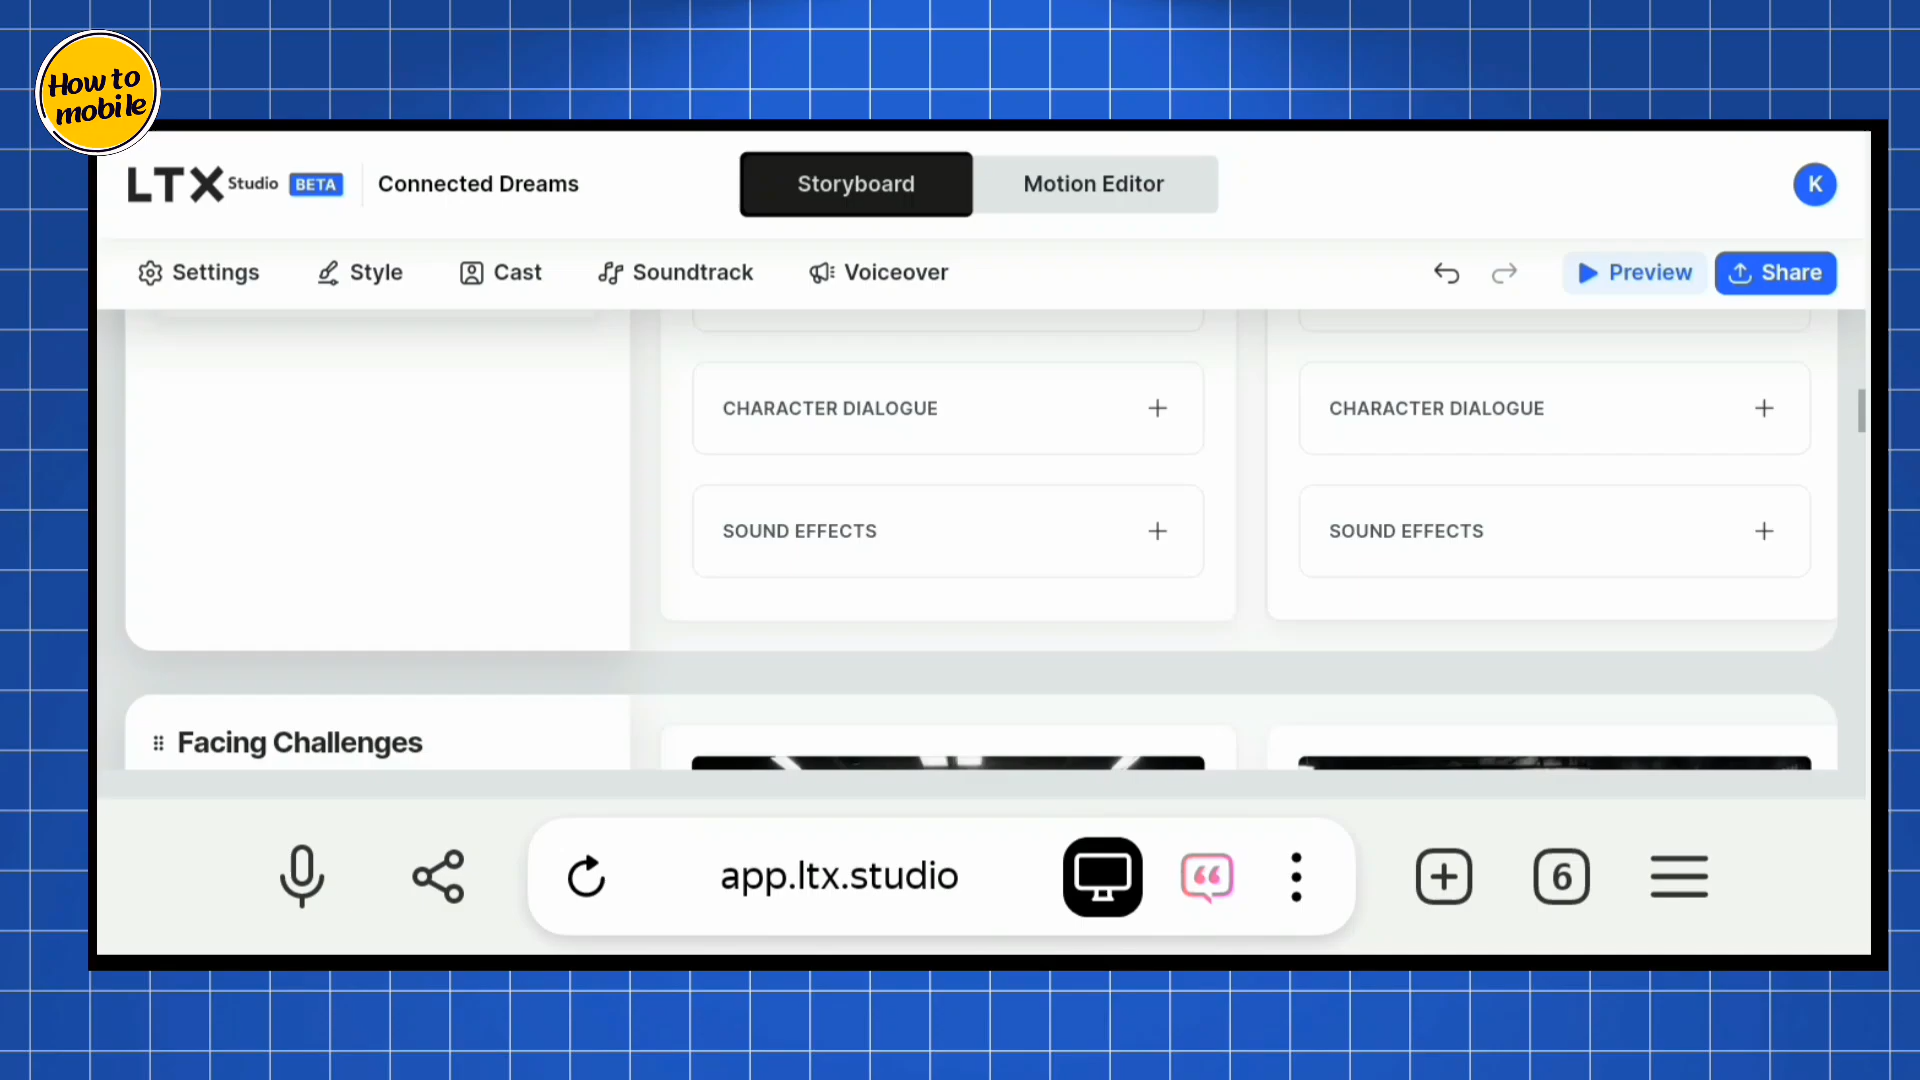 How to
mobile
LTX Studio BETA Connected Dreams Storyboard Motion Editor K
Settings Style Cast Soundtrack Voiceover Preview Share
CHARACTER DIALOGUE + CHARACTER DIALOGUE +
SOUND EFFECTS + SOUND EFFECTS +
Facing Challenges
app.ltx.studio 6